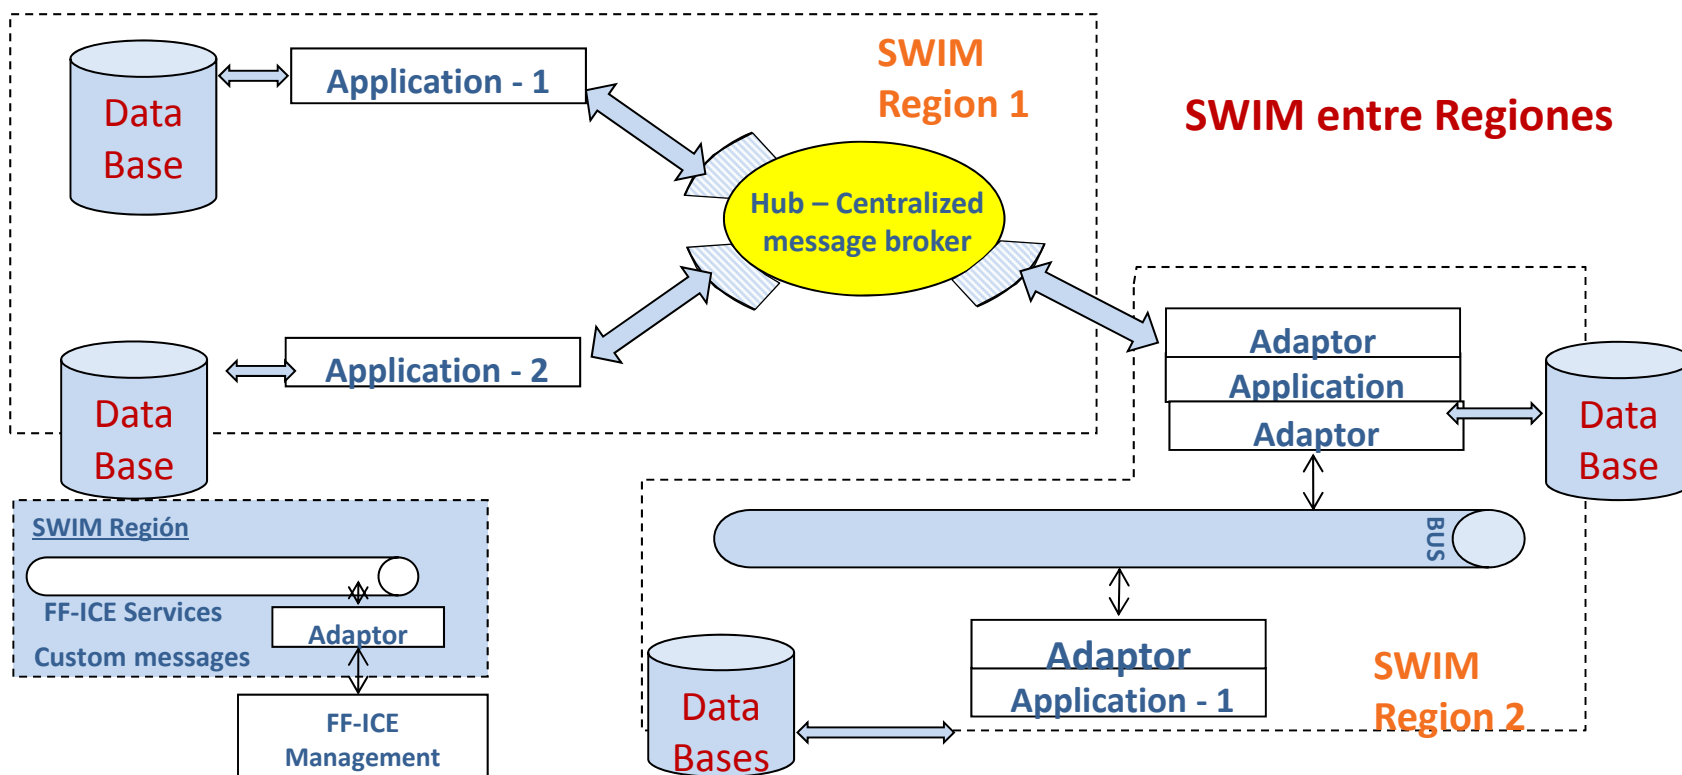 SWIM
Region 1
SWIM entre Regiones
Data
Base
Application - 1
Hub – Centralized
message broker
Data
Base
Application - 2
Adaptor
Application
Adaptor
Data
Base
BUS
SWIM Región
FF-ICE Services
Adaptor
Custom messages
FF-ICE
Management
Data
Bases
Adaptor
Application - 1
SWIM
Region 2